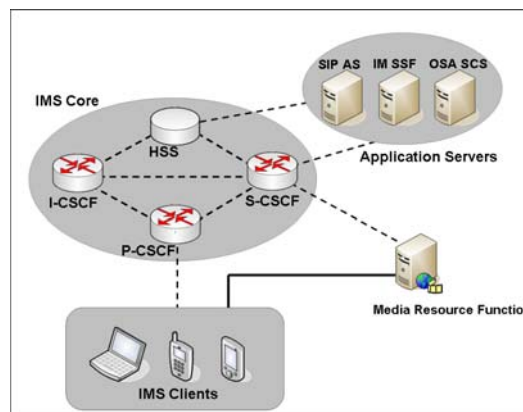 SIP AS IM SSF OSA SCS
IMS Core
HSS
Application Servers
I-CSCF
S-CSCF
P-CSCF
Media Resource Functio
IMS Clients